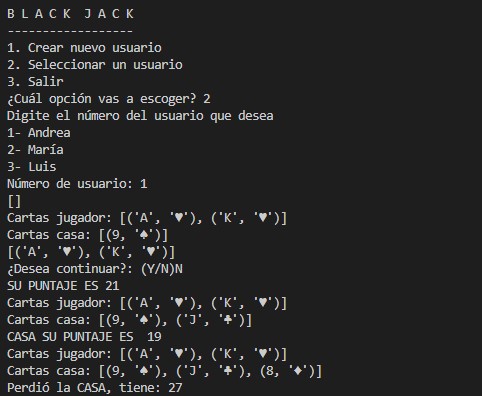 B L A C K  J A C K
------------------
1. Crear nuevo usuario
2. Seleccionar un usuario
3. Salir
¿Cuál opción vas a escoger? 2
Digite el número del usuario que desea
1- Andrea
2- María
3- Luis
Número de usuario: 1
[]
Cartas jugador: [('A', '♥'), ('K', '♥')]
Cartas casa: [(9, '♠')]
[('A', '♥'), ('K', '♥')]
¿Desea continuar?: (Y/N)N
SU PUNTAJE ES 21
Cartas jugador: [('A', '♥'), ('K', '♥')]
Cartas casa: [(9, '♠'), ('J', '♣')]
CASA SU PUNTAJE ES  19
Cartas jugador: [('A', '♥'), ('K', '♥')]
Cartas casa: [(9, '♠'), ('J', '♣'), (8, '♦')]
Perdió la CASA, tiene: 27